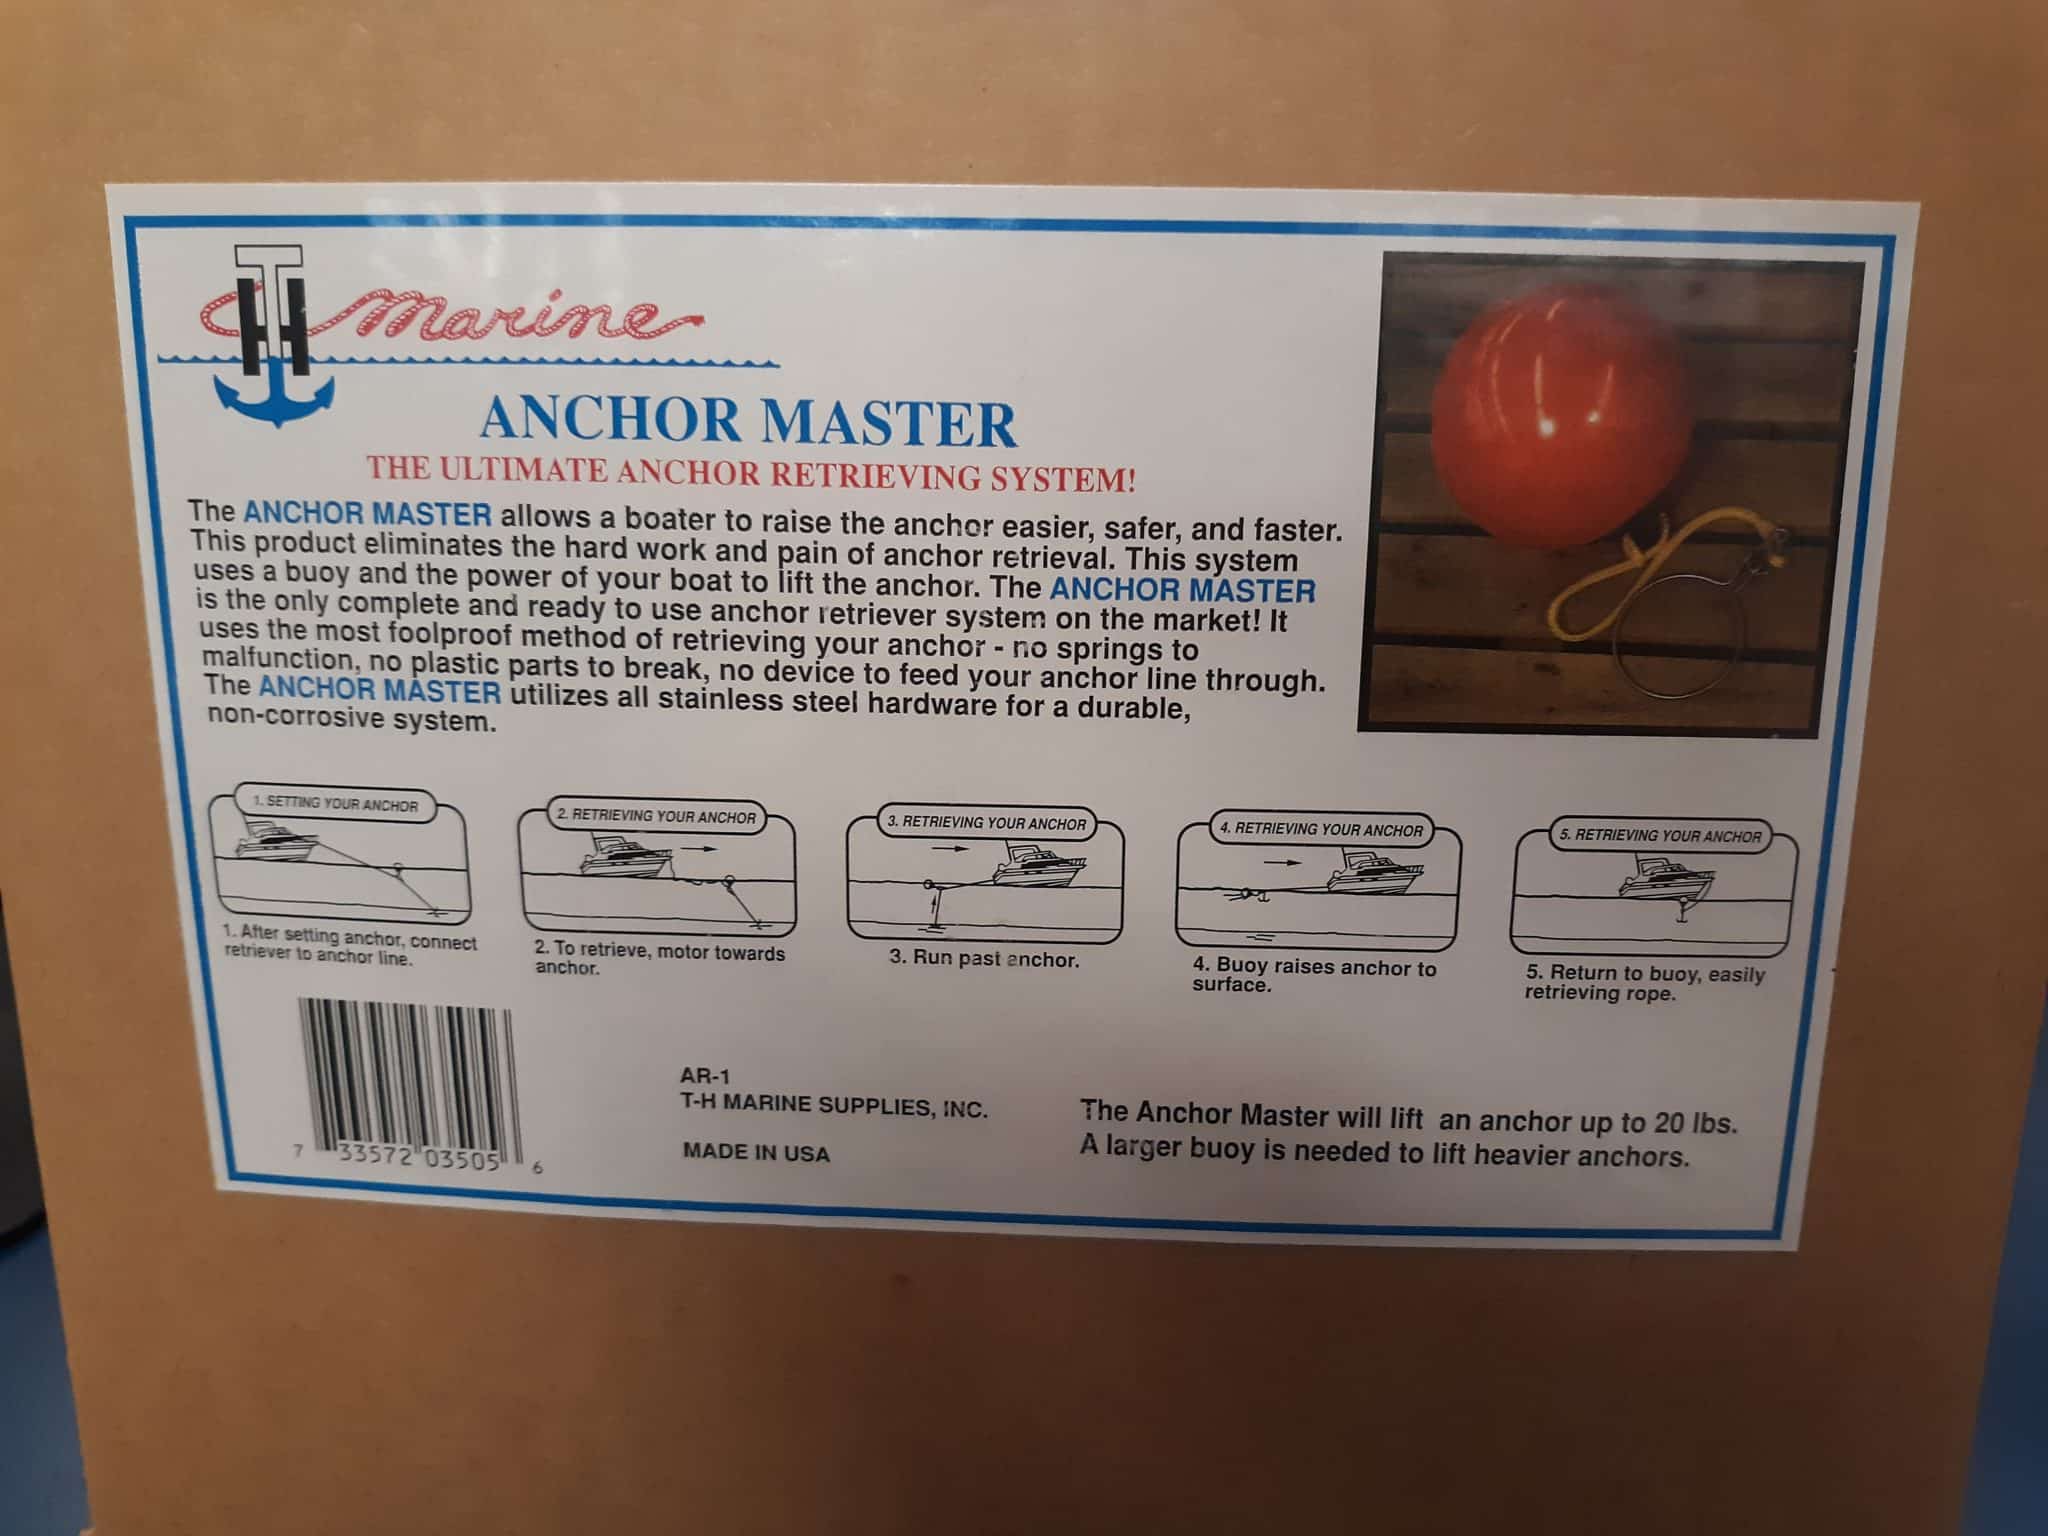 TH marine
ANCHOR MASTER
THE ULTIMATE ANCHOR RETRIEVING SYSTEM!
The ANCHOR MASTER allows a boater to raise the anchor easier, safer, and faster.
This product eliminates the hard work and pain of anchor retrieval. This system
uses a buoy and the power of your boat to lift the anchor. The ANCHOR MASTER
is the only complete and ready to use anchor retriever system on the market! It
uses the most foolproof method of retrieving your anchor - no springs to
malfunction, no plastic parts to break, no device to feed your anchor line through.
The ANCHOR MASTER utilizes all stainless steel hardware for a durable,
non-corrosive system.
1. SETTING YOUR ANCHOR
1. After setting anchor, connect
retriever to anchor line.
2. RETRIEVING YOUR ANCHOR
2. To retrieve, motor towards
anchor.
3. RETRIEVING YOUR ANCHOR
3. Run past anchor.
4. RETRIEVING YOUR ANCHOR
4. Buoy raises anchor to
surface.
5. RETRIEVING YOUR ANCHOR
5. Return to buoy, easily
retrieving rope.
7 33572 03505 6
AR-1
T-H MARINE SUPPLIES, INC.
MADE IN USA
The Anchor Master will lift an anchor up to 20 lbs.
A larger buoy is needed to lift heavier anchors.